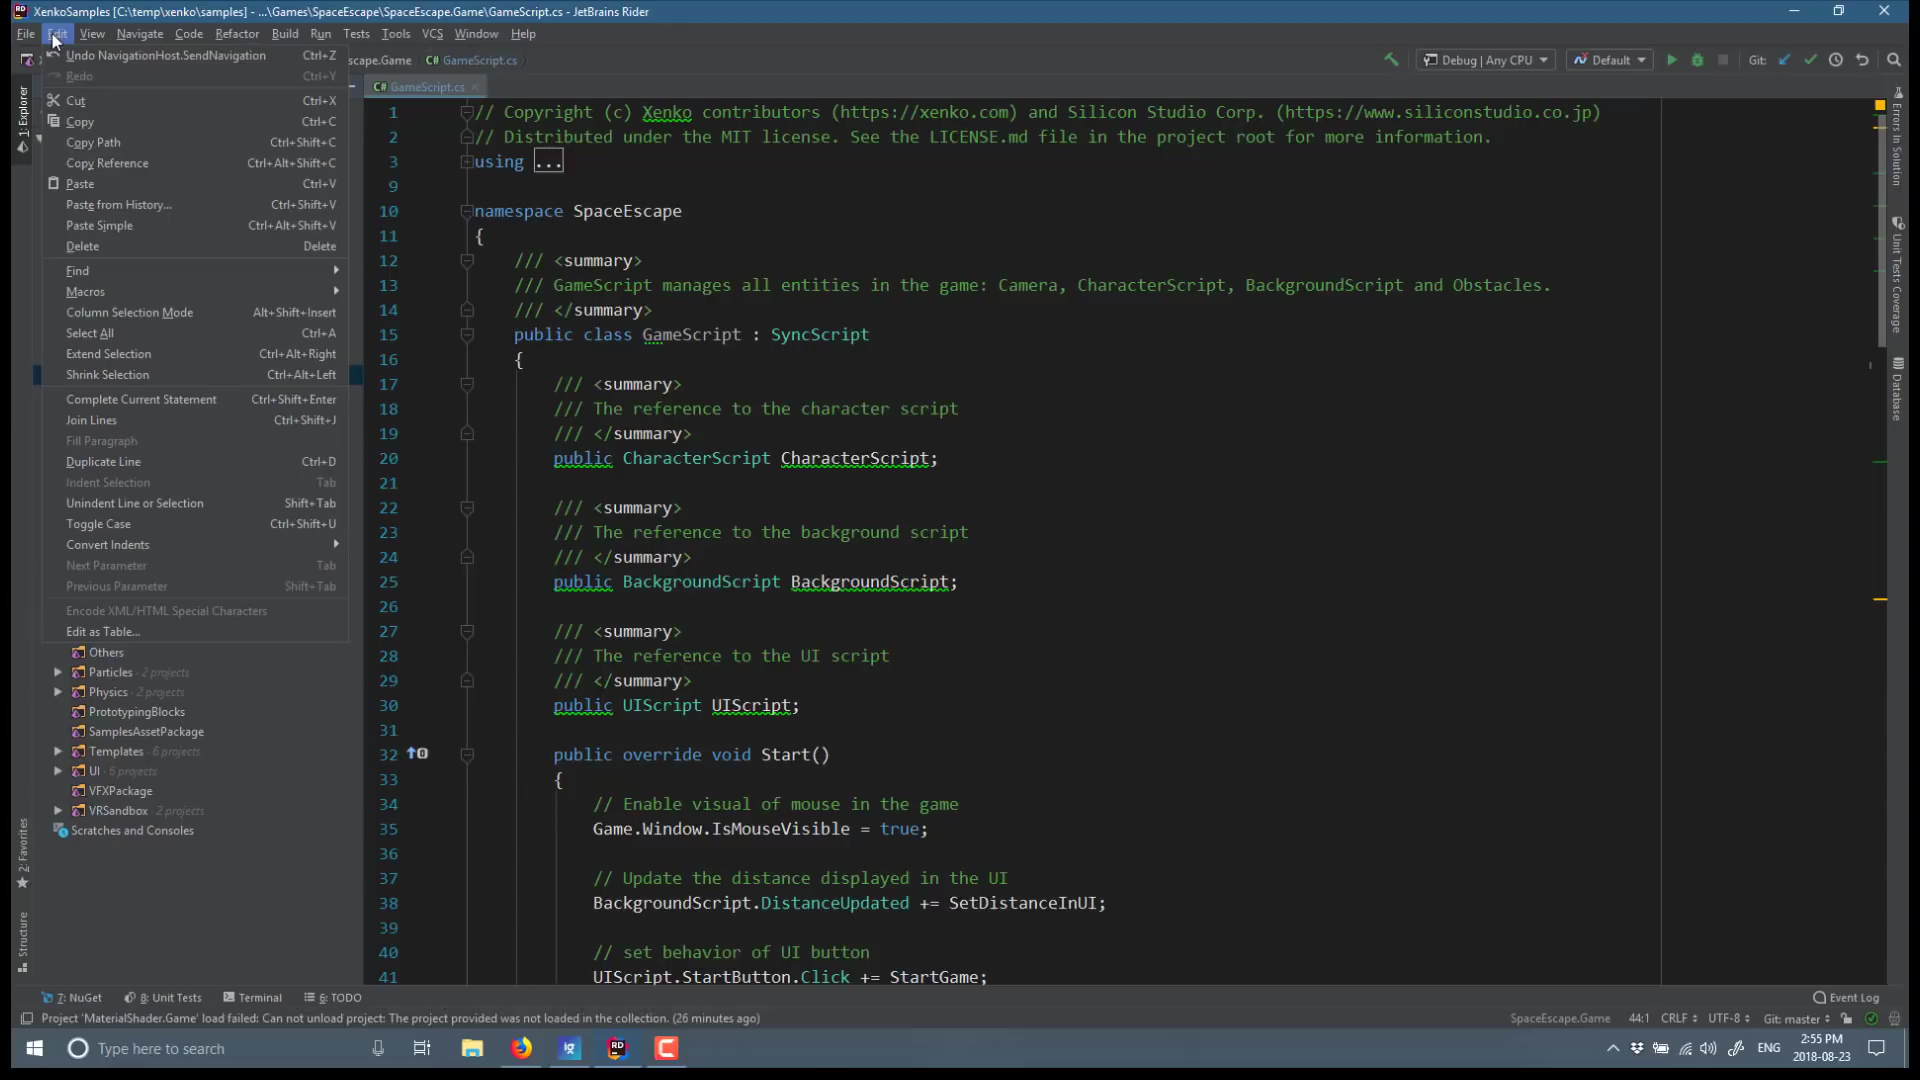 XenkoSamples [C:\temp\xenko\samples] - ...\Games\SpaceEscape\SpaceEscape.Game\GameScript.cs - JetBrains Rider
File Edit View Navigate Code Refactor Build Run Tests Tools VCS Window Help
scape.Game GameScript.cs Debug | Any CPU Default Git:
Undo NavigationHost.SendNavigation Ctrl+Z
Redo Ctrl+Y
Cut Ctrl+X
Copy Ctrl+C
Copy Path Ctrl+Shift+C
Copy Reference Ctrl+Alt+Shift+C
Paste Ctrl+V
Paste from History... Ctrl+Shift+V
Paste Simple Ctrl+Alt+Shift+V
Delete Delete
Find
Macros
Column Selection Mode Alt+Shift+Insert
Select All Ctrl+A
Extend Selection Ctrl+Alt+Right
Shrink Selection Ctrl+Alt+Left
Complete Current Statement Ctrl+Shift+Enter
Join Lines Ctrl+Shift+J
Fill Paragraph
Duplicate Line Ctrl+D
Indent Selection Tab
Unindent Line or Selection Shift+Tab
Toggle Case Ctrl+Shift+U
Convert Indents
Next Parameter Tab
Previous Parameter Shift+Tab
Encode XML/HTML Special Characters
Edit as Table...
Others
Particles · 2 projects
Physics · 2 projects
PrototypingBlocks
SamplesAssetPackage
Templates · 6 projects
UI · 6 projects
VFXPackage
VRSandbox · 2 projects
Scratches and Consoles
1: Explorer
2: Favorites
Structure
GameScript.cs
1 // Copyright (c) Xenko contributors (https://xenko.com) and Silicon Studio Corp. (https://www.siliconstudio.co.jp)
2 // Distributed under the MIT license. See the LICENSE.md file in the project root for more information.
3 using ...
9
10 namespace SpaceEscape
11 {
12 /// <summary>
13 /// GameScript manages all entities in the game: Camera, CharacterScript, BackgroundScript and Obstacles.
14 /// </summary>
15 public class GameScript : SyncScript
16 {
17 /// <summary>
18 /// The reference to the character script
19 /// </summary>
20 public CharacterScript CharacterScript;
21
22 /// <summary>
23 /// The reference to the background script
24 /// </summary>
25 public BackgroundScript BackgroundScript;
26
27 /// <summary>
28 /// The reference to the UI script
29 /// </summary>
30 public UIScript UIScript;
31
32 public override void Start()
33 {
34 // Enable visual of mouse in the game
35 Game.Window.IsMouseVisible = true;
36
37 // Update the distance displayed in the UI
38 BackgroundScript.DistanceUpdated += SetDistanceInUI;
39
40 // set behavior of UI button
41 UIScript.StartButton.Click += StartGame;
Errors In Solution
Unit Tests Coverage
Database
7: NuGet 8: Unit Tests Terminal 6: TODO Event Log
Project 'MaterialShader.Game' load failed: Can not unload project: The project provided was not loaded in the collection. (26 minutes ago) SpaceEscape.Game 44:1 CRLF UTF-8 Git: master
Type here to search ENG 2:55 PM
2018-08-23